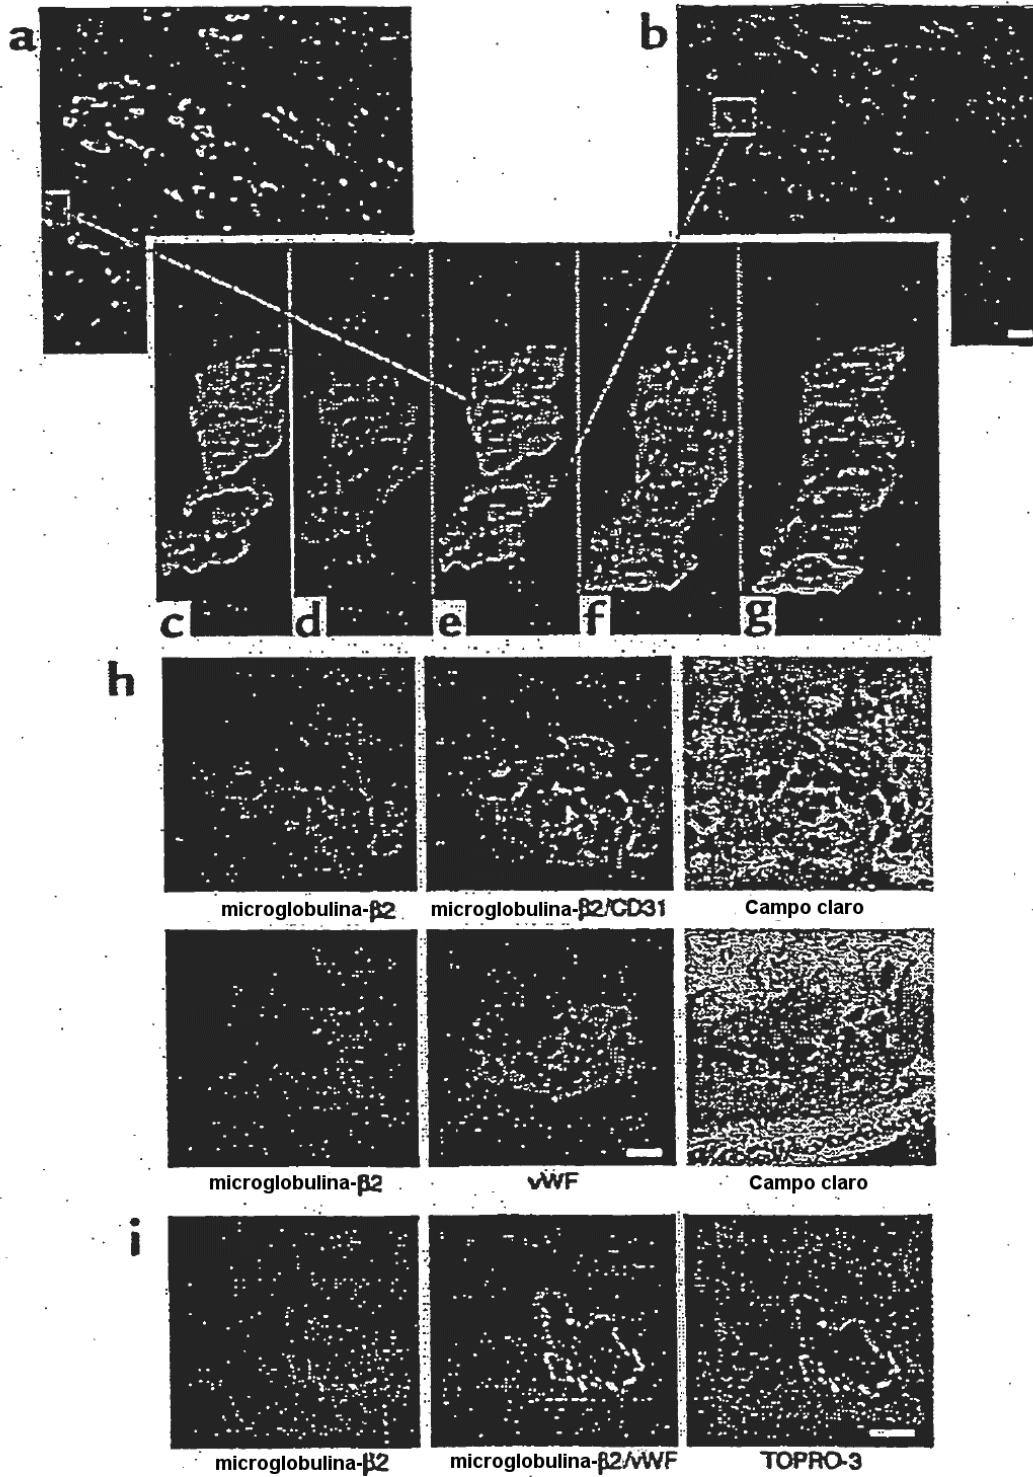 a b
c d e f g
h
microglobulina-β2 microglobulina-β2/CD31 Campo claro
microglobulina-β2 vWF Campo claro
i
microglobulina-β2 microglobulina-β2/vWF TOPRO-3